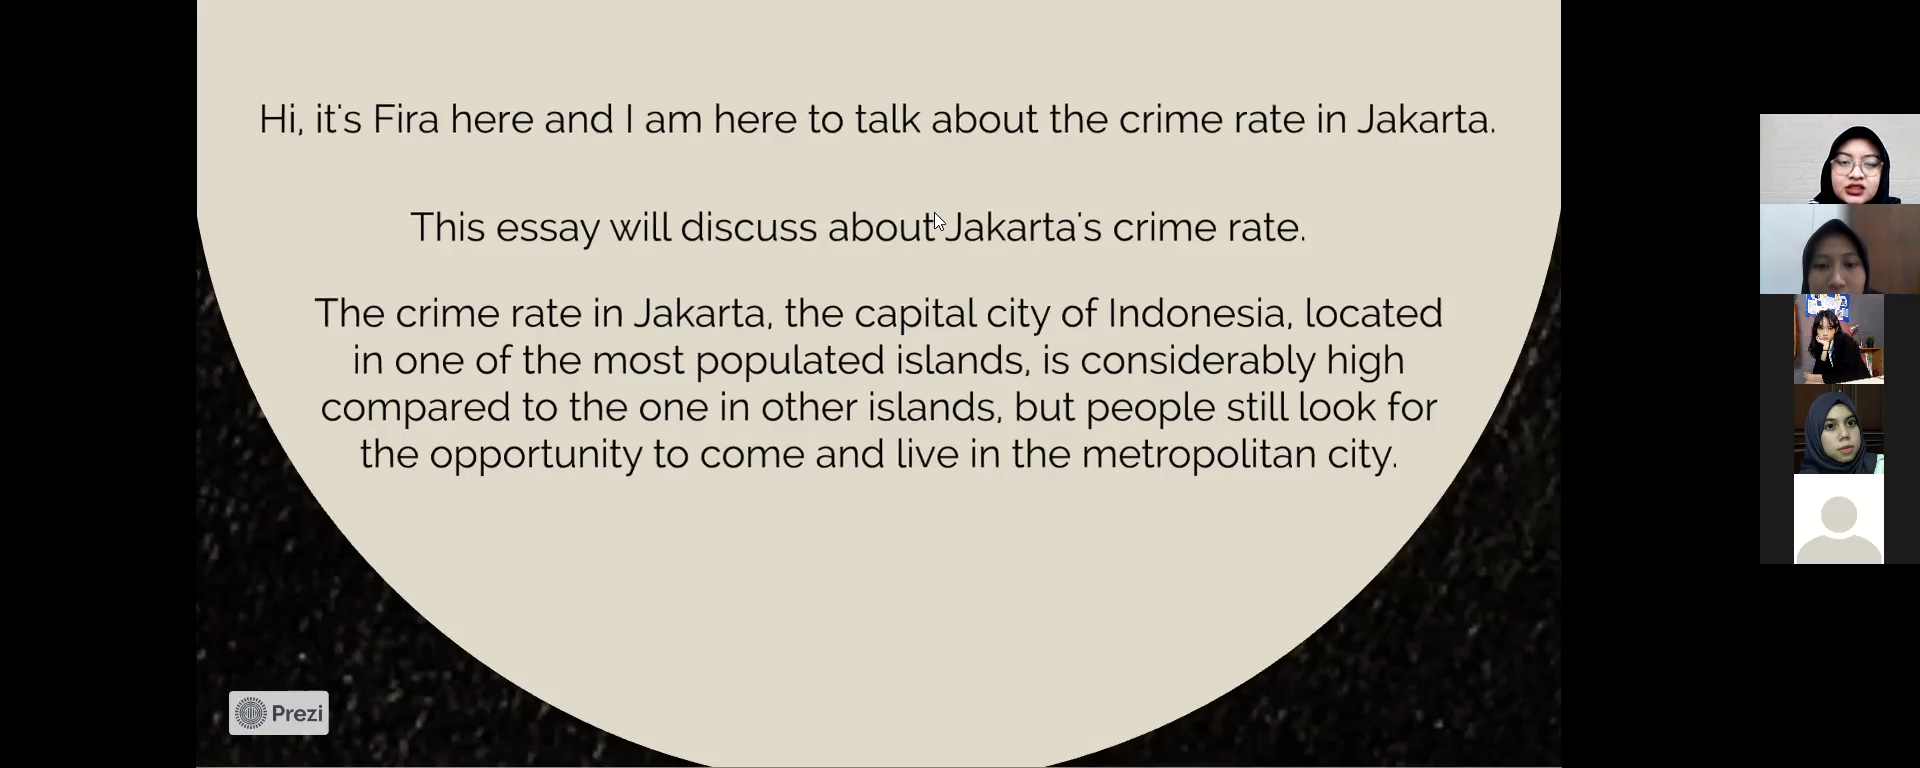 Hi, it's Fira here and I am here to talk about the crime rate in Jakarta.
This essay will discuss about Jakarta's crime rate.
The crime rate in Jakarta, the capital city of Indonesia, located
in one of the most populated islands, is considerably high
compared to the one in other islands, but people still look for
the opportunity to come and live in the metropolitan city.
Prezi